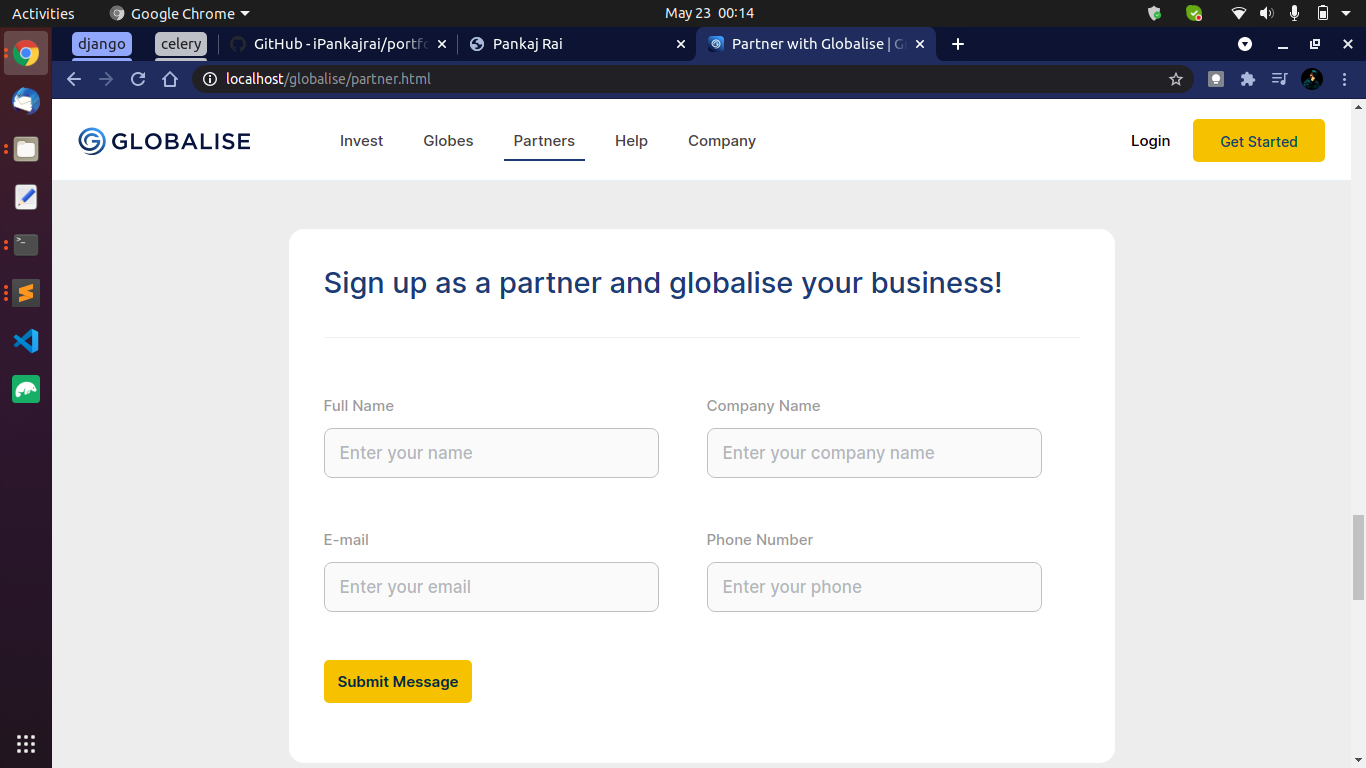 Activities Google Chrome May 23 00:14
django celery GitHub - iPankajrai/portfo Pankaj Rai Partner with Globalise | G
localhost/globalise/partner.html
GLOBALISE Invest Globes Partners Help Company Login Get Started
Sign up as a partner and globalise your business!
Full Name Company Name
Enter your name Enter your company name
E-mail Phone Number
Enter your email Enter your phone
Submit Message